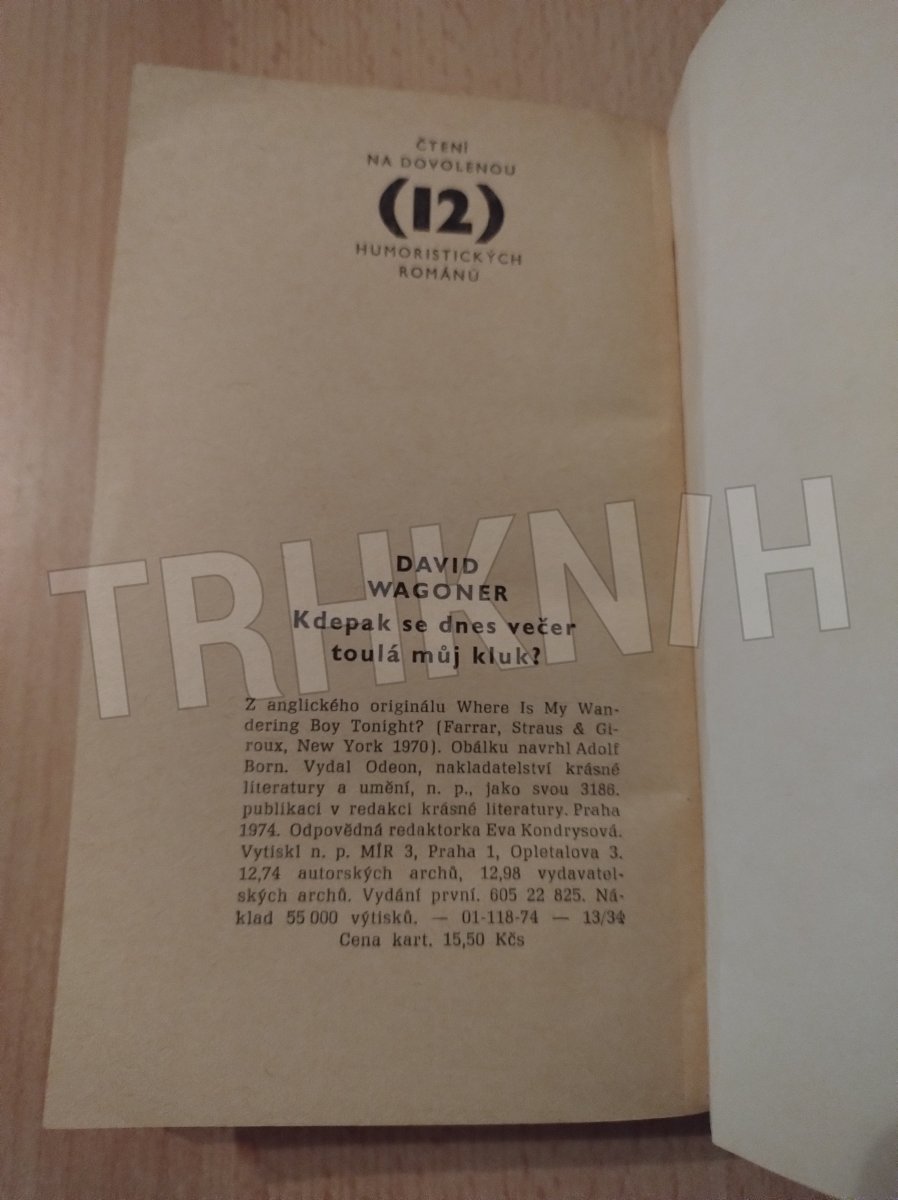 ČTENÍ
NA DOVOLENOU
(12)
HUMORISTICKÝCH
ROMÁNŮ
TRHKNIH
DAVID
WAGONER
Kdepak se dnes večer
toulá můj kluk?
Z anglického originálu Where Is My Wan-
dering Boy Tonight? (Farrar, Straus & Gi-
roux, New York 1970). Obálku navrhl Adolf
Born. Vydal Odeon, nakladatelství krásné
literatury a umění, n. p., jako svou 3186.
publikaci v redakci krásné literatury. Praha
1974. Odpovědná redaktorka Eva Kondrysová.
Vytiskl n. p. MÍR 3, Praha 1, Opletalova 3.
12,74 autorských archů, 12,98 vydavatel-
ských archů. Vydání první. 605 22 825. Ná-
klad 55 000 výtisků. — 01-118-74 — 13/34
Cena kart. 15,50 Kčs